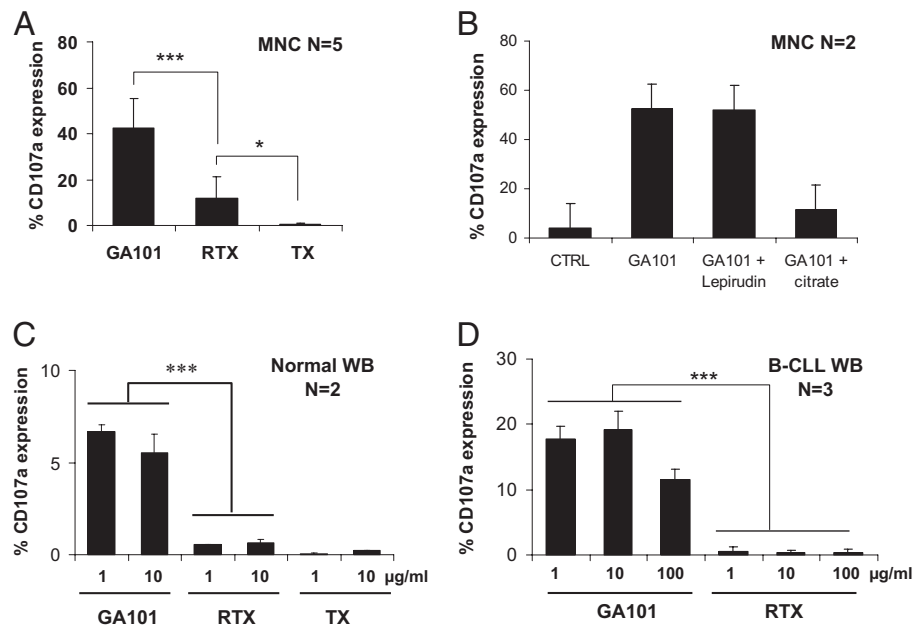 A
MNC N=5
% CD107a expression
80
60
40
20
0
***
*
GA101 RTX TX
B
MNC N=2
% CD107a expression
80
60
40
20
0
CTRL GA101 GA101 + Lepirudin GA101 + citrate
C
Normal WB
N=2
% CD107a expression
10
5
0
***
1 10 1 10 1 10 µg/ml
GA101 RTX TX
D
B-CLL WB
N=3
% CD107a expression
30
20
10
0
***
1 10 100 1 10 100 µg/ml
GA101 RTX